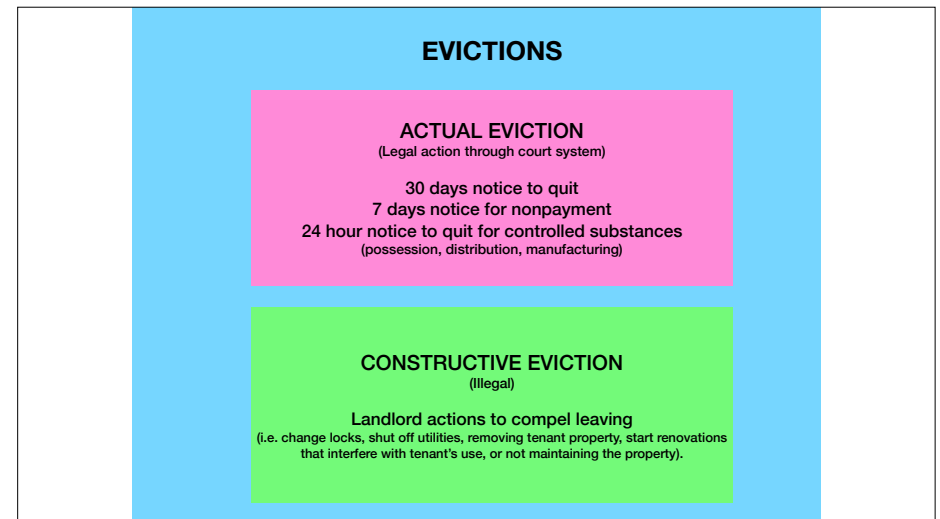 EVICTIONS
ACTUAL EVICTION
(Legal action through court system)
30 days notice to quit
7 days notice for nonpayment
24 hour notice to quit for controlled substances
(possession, distribution, manufacturing)
CONSTRUCTIVE EVICTION
(Illegal)
Landlord actions to compel leaving
(i.e. change locks, shut off utilities, removing tenant property, start renovations
that interfere with tenant's use, or not maintaining the property).